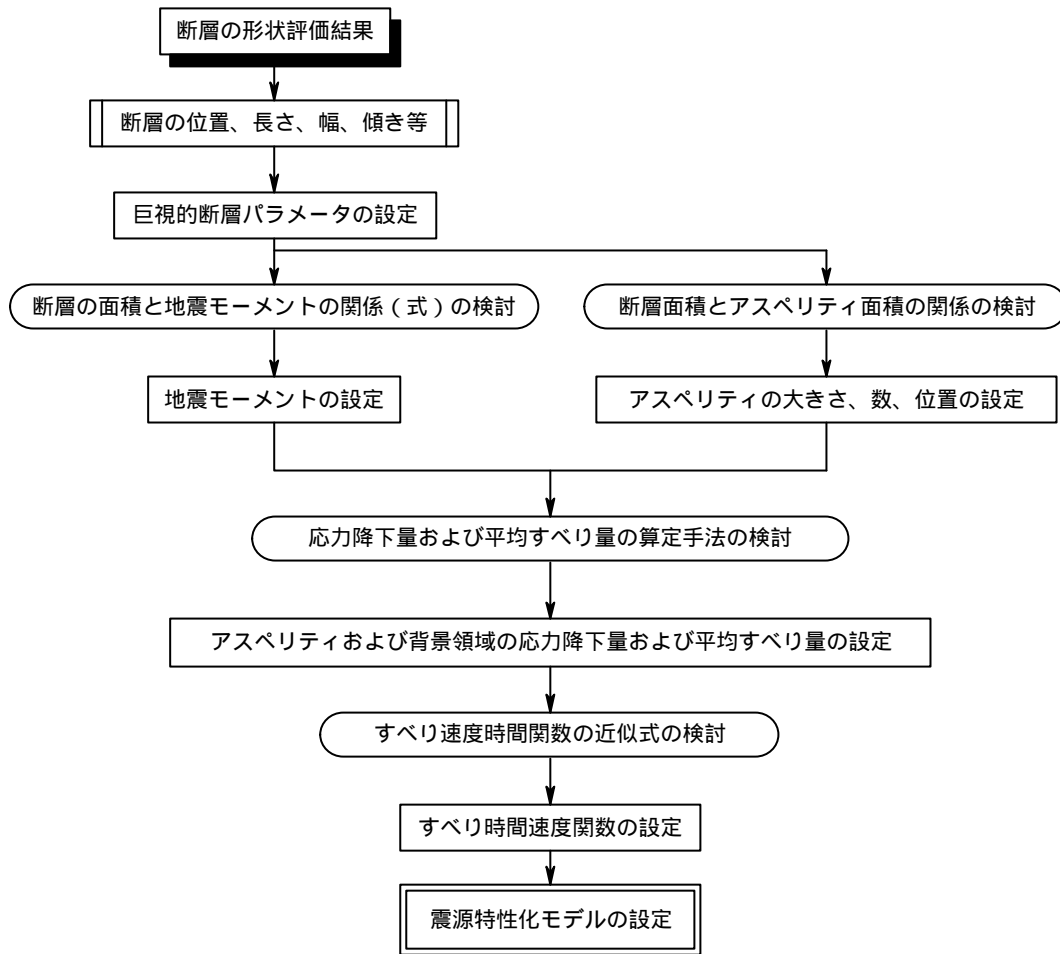 断層の形状評価結果
断層の位置、長さ、幅、傾き等
巨視的断層パラメータの設定
断層の面積と地震モーメントの関係（式）の検討
断層面積とアスペリティ面積の関係の検討
地震モーメントの設定
アスペリティの大きさ、数、位置の設定
応力降下量および平均すべり量の算定手法の検討
アスペリティおよび背景領域の応力降下量および平均すべり量の設定
すべり速度時間関数の近似式の検討
すべり時間速度関数の設定
震源特性化モデルの設定